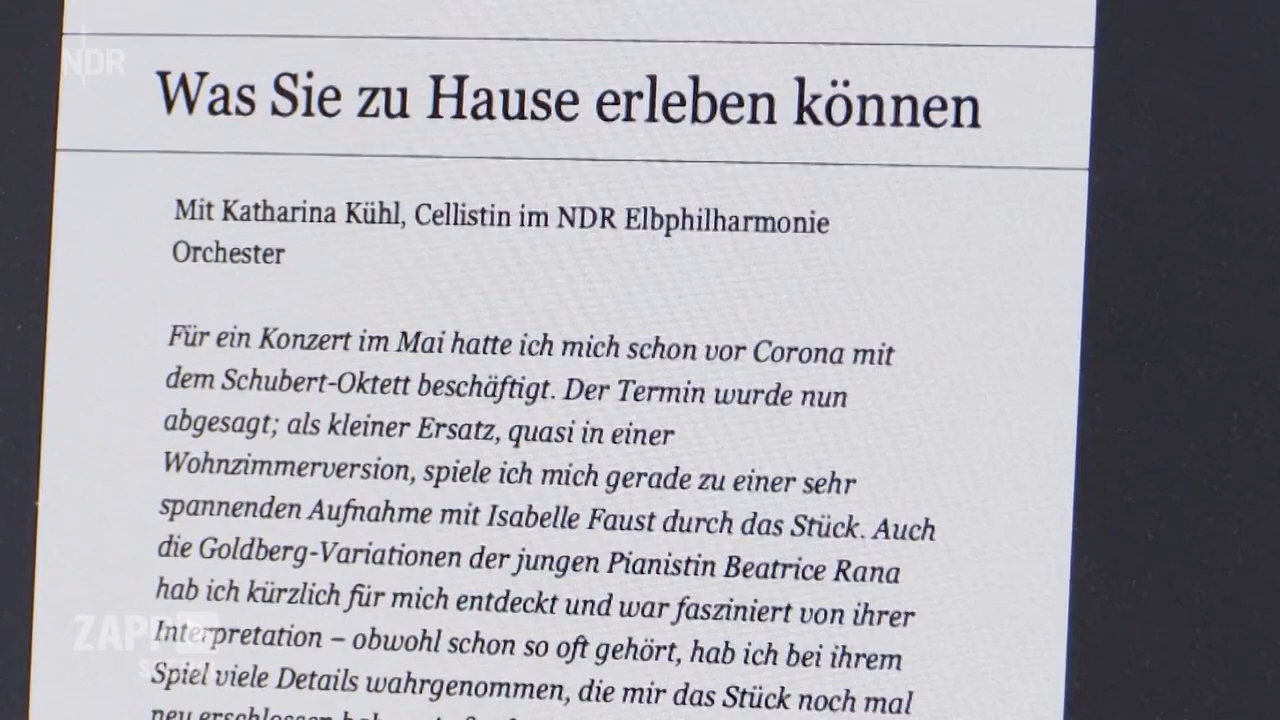 NDR
Was Sie zu Hause erleben können
Mit Katharina Kühl, Cellistin im NDR Elbphilharmonie
Orchester
Für ein Konzert im Mai hatte ich mich schon vor Corona mit
dem Schubert-Oktett beschäftigt. Der Termin wurde nun
abgesagt; als kleiner Ersatz, quasi in einer
Wohnzimmerversion, spiele ich mich gerade zu einer sehr
spannenden Aufnahme mit Isabelle Faust durch das Stück. Auch
die Goldberg-Variationen der jungen Pianistin Beatrice Rana
hab ich kürzlich für mich entdeckt und war fasziniert von ihrer
ZAPP
Interpretation – obwohl schon so oft gehört, hab ich bei ihrem
Spiel viele Details wahrgenommen, die mir das Stück noch mal
neu